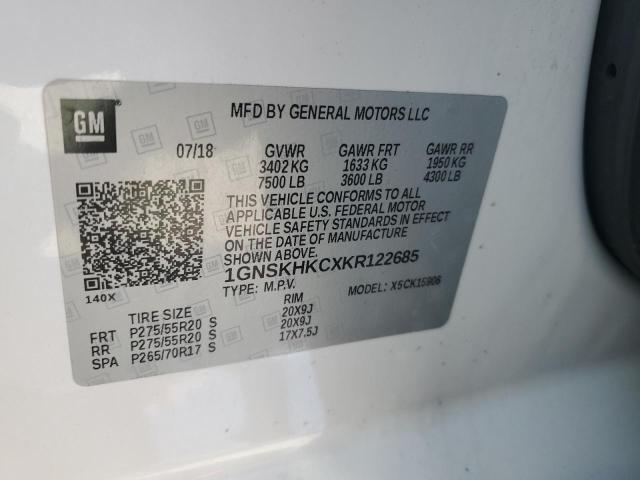 GM
MFD BY GENERAL MOTORS LLC
07/18 GVWR GAWR FRT GAWR RR
3402 KG 1633 KG 1950 KG
7500 LB 3600 LB 4300 LB
THIS VEHICLE CONFORMS TO ALL
APPLICABLE U.S. FEDERAL MOTOR
VEHICLE SAFETY STANDARDS IN EFFECT
ON THE DATE OF MANUFACTURE
SHOWN ABOVE.
1GNSKHKCXKR122685
140X
TYPE: M.P.V. MODEL: X5CK15906
TIRE SIZE RIM
FRT P275/55R20 S 20X9J
RR P275/55R20 S 20X9J
SPA P265/70R17 S 17X7.5J